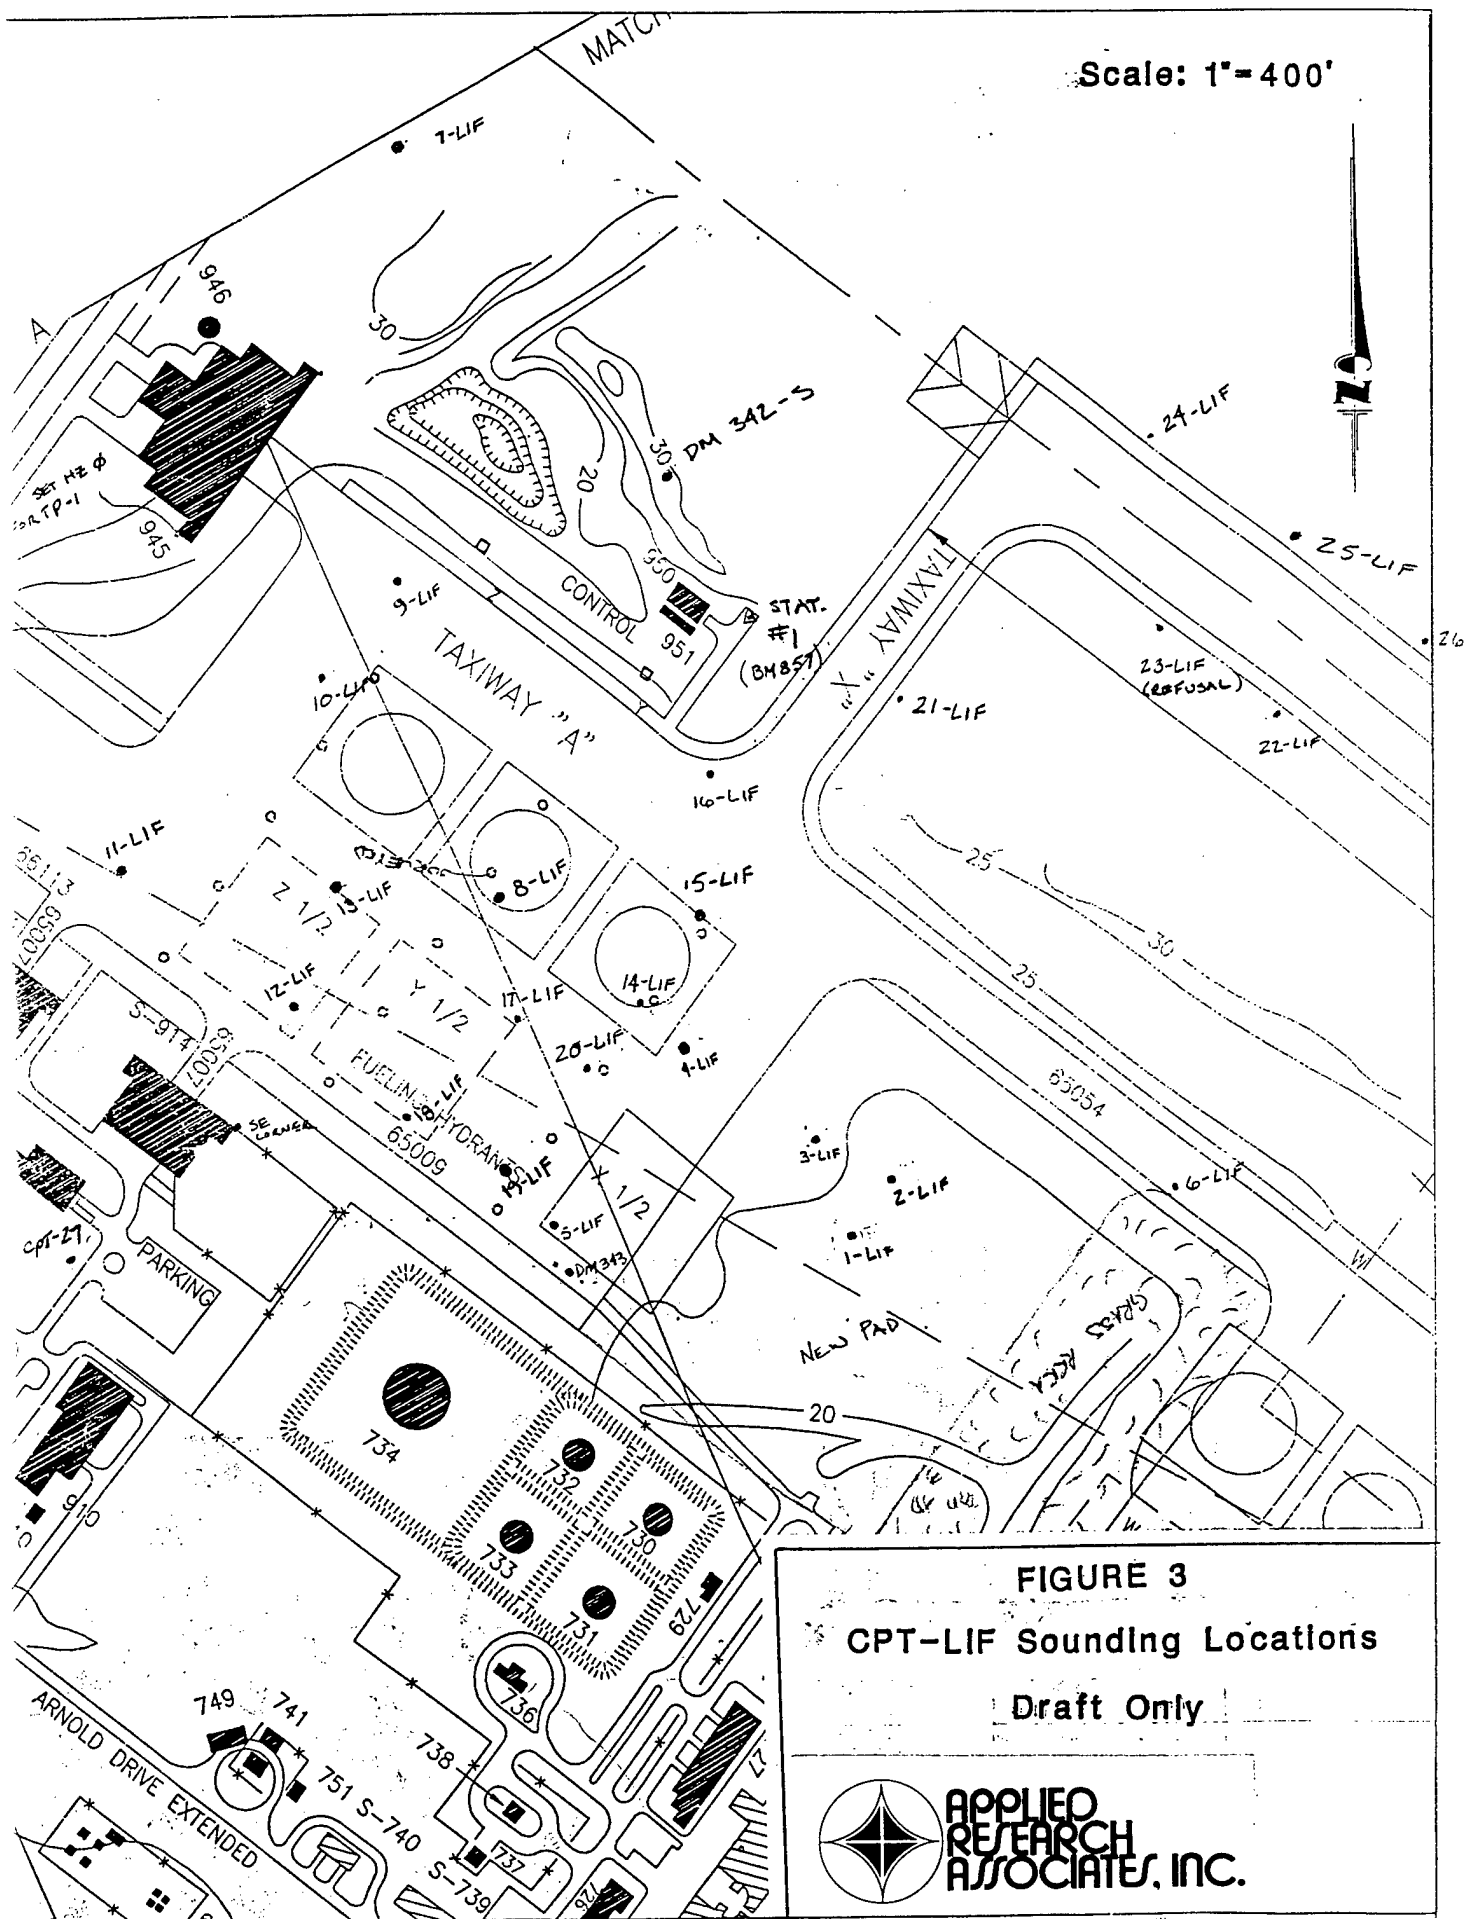 MATCH
Scale: 1"=400'
7-LIF
946
A
30
24-LIF
DM 342-S
30
20
SET HZ Ø
FOR TP-1
945
25-LIF
950
9-LIF
CONTROL
951
STAT.
#1
(BM857)
TAXIWAY "X"
26
23-LIF
(REFUSAL)
10-LIF
TAXIWAY "A"
21-LIF
22-LIF
16-LIF
11-LIF
66113
65007
25
8-LIF
15-LIF
Z 1/2
13-LIF
30
25
12-LIF
Y 1/2
17-LIF
14-LIF
S-914
65007
20-LIF
4-LIF
FUELING HYDRANTS
18-LIF
65009
65054
SE
CORNER
3-LIF
2-LIF
6-LIF
19-LIF
X 1/2
5-LIF
1-LIF
CPT-27
PARKING
DM343
W
NEW PAD
GRASS
AREA
20
734
732
730
733
731
910
729
FIGURE 3
CPT-LIF Sounding Locations
Draft Only
736
749
741
738
751
S-740
S-739
737
726
27
ARNOLD DRIVE EXTENDED
APPLIED
RESEARCH
ASSOCIATES, INC.